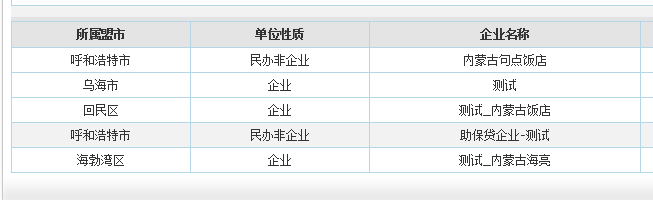 所属盟市 单位性质 企业名称
呼和浩特市 民办非企业 内蒙古句点饭店
乌海市 企业 测试
回民区 企业 测试_内蒙古饭店
呼和浩特市 民办非企业 助保贷企业-测试
海勃湾区 企业 测试_内蒙古海亮